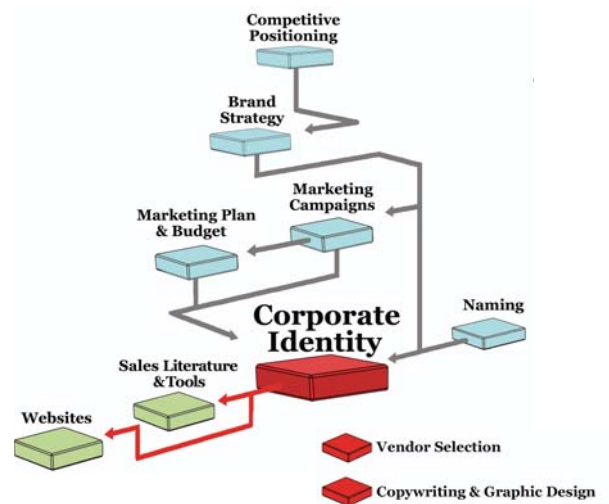 Competitive
Positioning
Brand
Strategy
Marketing
Campaigns
Marketing Plan
& Budget
Naming
Corporate
Identity
Sales Literature
&Tools
Websites
Vendor Selection
Copywriting & Graphic Design